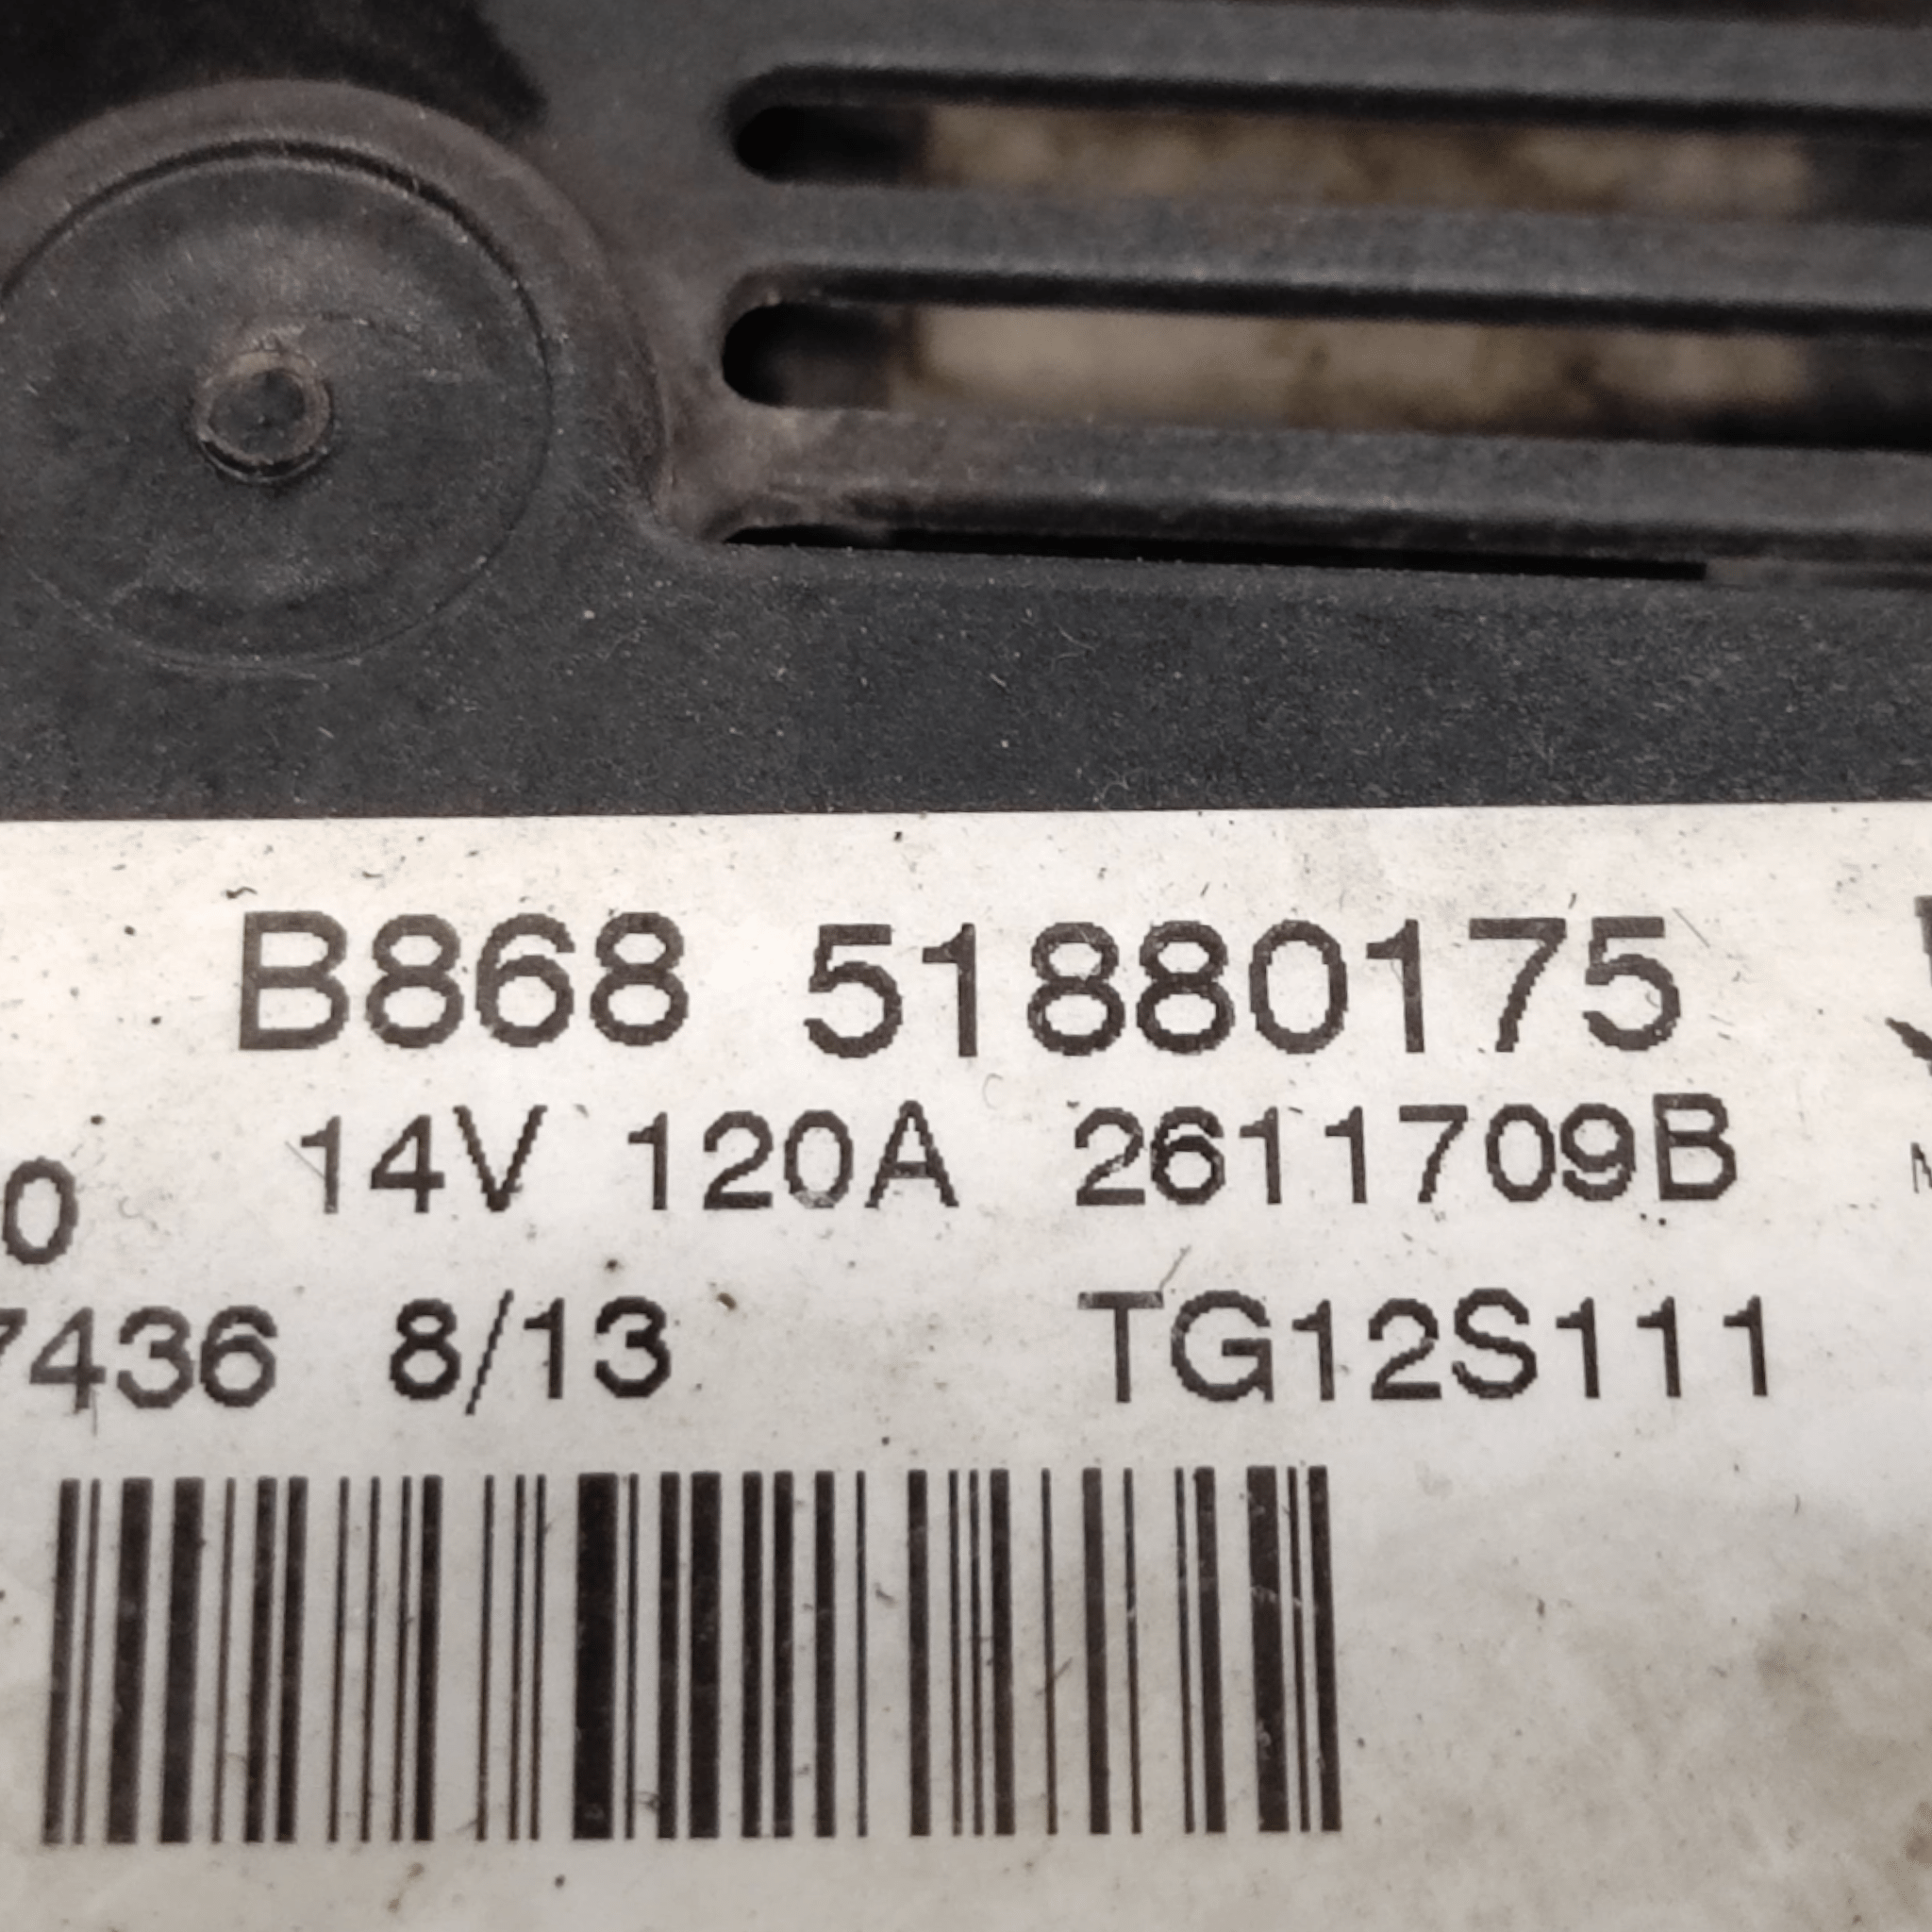 B868 51880175
0 14V 120A 2611709B
7436 8/13 TG12S111